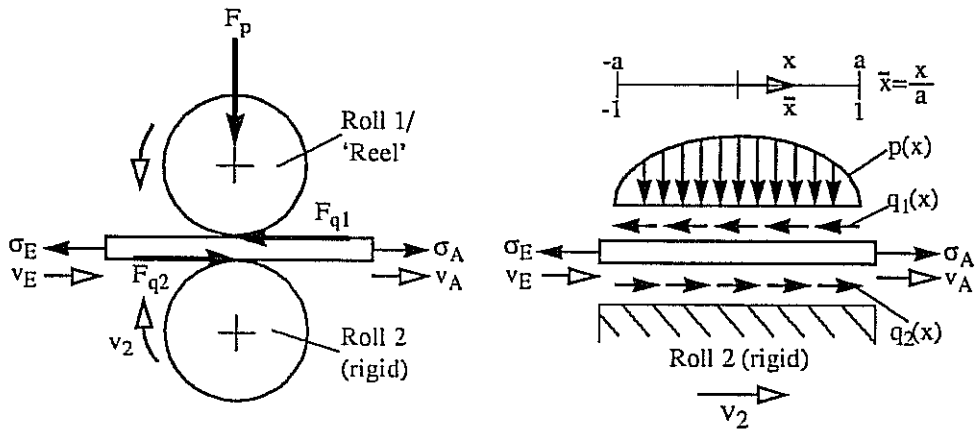 F_p
Roll 1/
'Reel'
F_q1
σ_E
σ_A
v_E
F_q2
v_A
v_2
Roll 2
(rigid)
-a
x
a
x̄=x/a
-1
x̄
1
p(x)
q_1(x)
σ_E
σ_A
v_E
v_A
q_2(x)
Roll 2 (rigid)
v_2